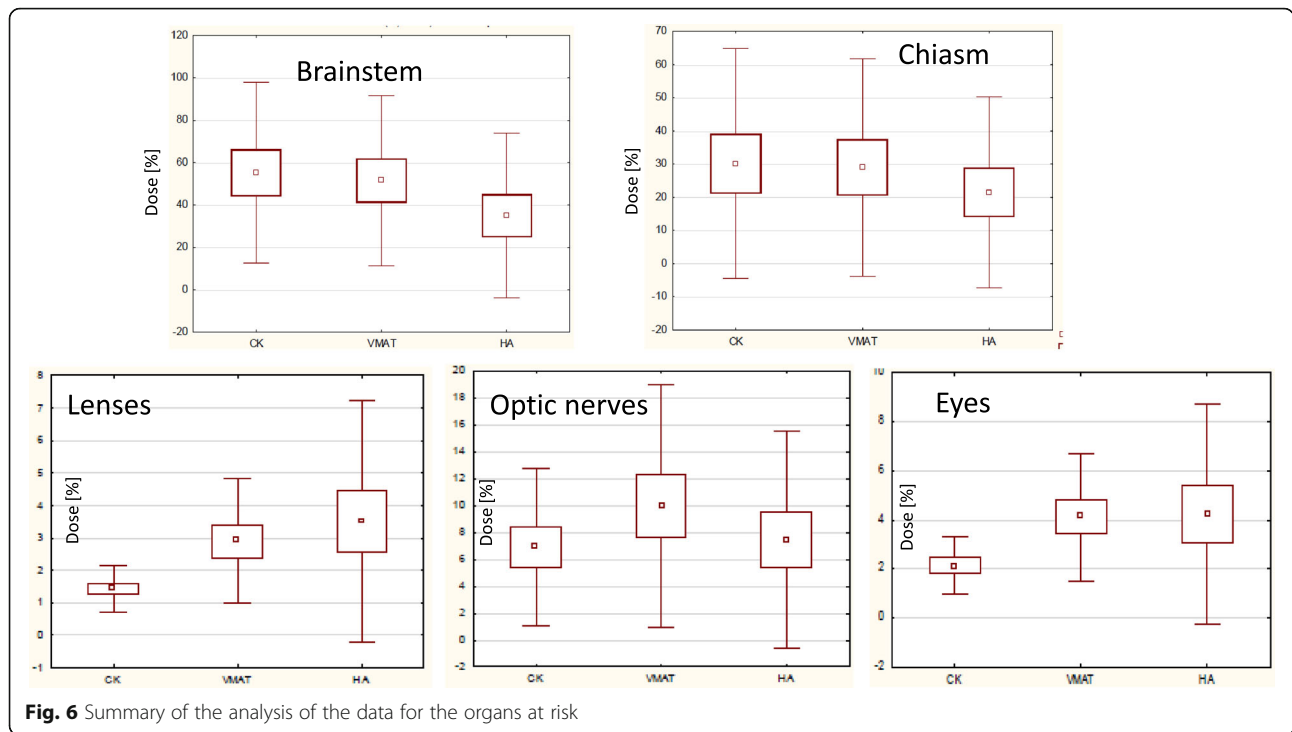 Brainstem
Dose [%]
120
100
80
60
40
20
0
-20
CK VMAT HA
Chiasm
Dose [%]
70
60
50
40
30
20
10
0
-10
-20
CK VMAT HA
Lenses
Dose [%]
8
7
6
5
4
3
2
1
0
-1
CK VMAT HA
Optic nerves
Dose [%]
20
18
16
14
12
10
8
6
4
2
0
-2
CK VMAT HA
Eyes
Dose [%]
10
8
6
4
2
0
-2
CK VMAT HA
Fig. 6 Summary of the analysis of the data for the organs at risk